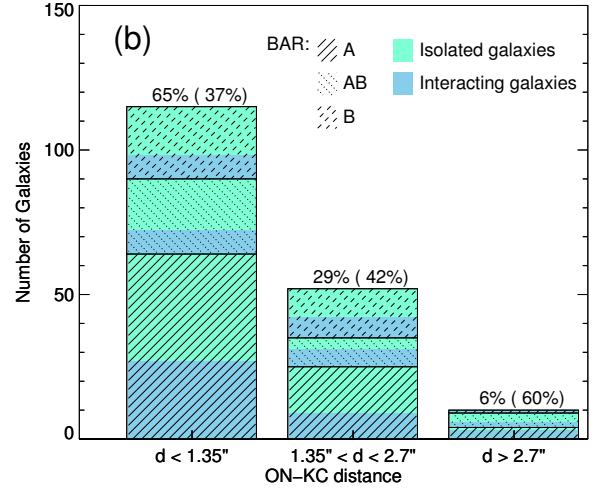 (b)
BAR:
A
AB
B
Isolated galaxies
Interacting galaxies
65% ( 37%)
29% ( 42%)
6% ( 60%)
150
100
50
0
Number of Galaxies
d < 1.35"
1.35" < d < 2.7"
d > 2.7"
ON−KC distance